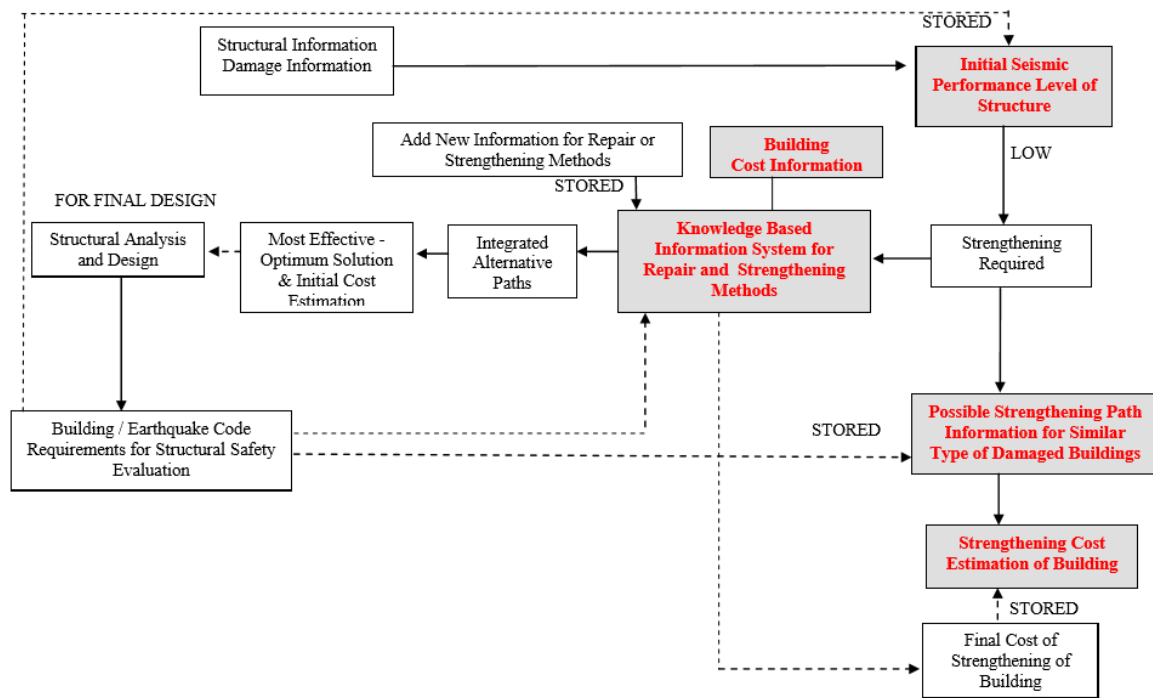 STORED
Structural Information
Damage Information
Initial Seismic
Performance Level of
Structure
Add New Information for Repair or
Strengthening Methods
Building
Cost Information
LOW
STORED
FOR FINAL DESIGN
Structural Analysis
and Design
Most Effective -
Optimum Solution
& Initial Cost
Estimation
Integrated
Alternative
Paths
Knowledge Based
Information System for
Repair and Strengthening
Methods
Strengthening
Required
Building / Earthquake Code
Requirements for Structural Safety
Evaluation
STORED
Possible Strengthening Path
Information for Similar
Type of Damaged Buildings
Strengthening Cost
Estimation of Building
STORED
Final Cost of
Strengthening of
Building